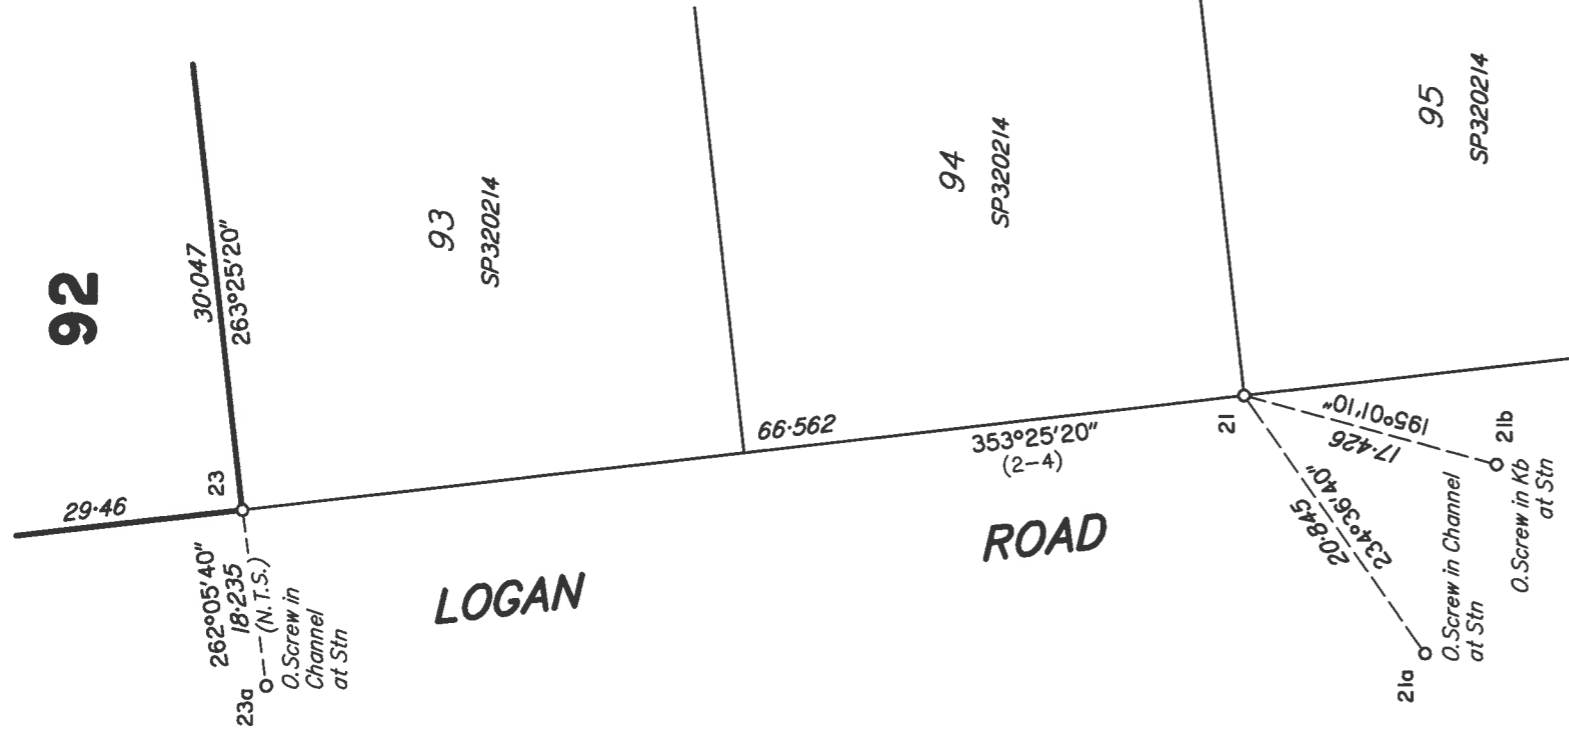 92
30·047
263°25'20"
93
SP320214
94
SP320214
95
SP320214
29·46
23
66·562
353°25'20"
(2-4)
21
195°01'10"
17·426
21b
O.Screw in Kb
at Stn
20·845
234°36'40"
O.Screw in Channel
at Stn
21a
262°05'40"
18·235
(N.T.S.)
O.Screw in
Channel
at Stn
23a
LOGAN
ROAD